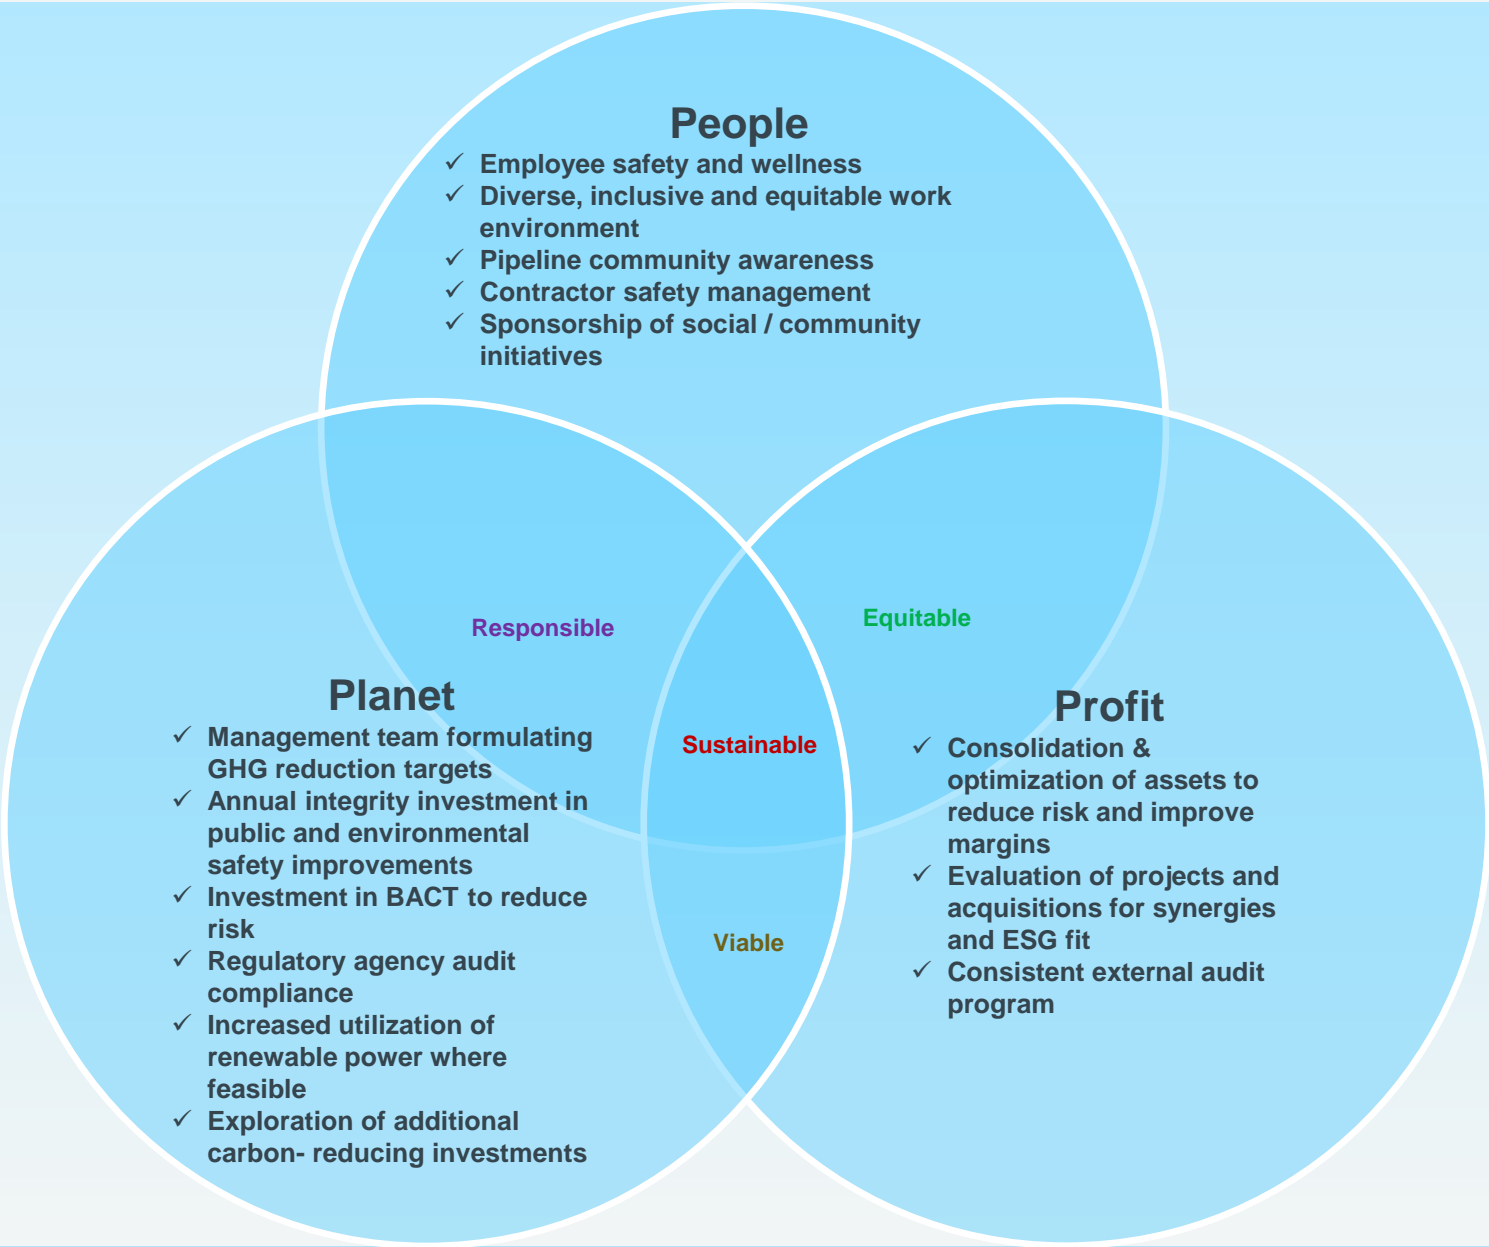 People
✓ Employee safety and wellness
✓ Diverse, inclusive and equitable work
environment
✓ Pipeline community awareness
✓ Contractor safety management
✓ Sponsorship of social / community
initiatives
Responsible
Equitable
Sustainable
Viable
Planet
✓ Management team formulating
GHG reduction targets
✓ Annual integrity investment in
public and environmental
safety improvements
✓ Investment in BACT to reduce
risk
✓ Regulatory agency audit
compliance
✓ Increased utilization of
renewable power where
feasible
✓ Exploration of additional
carbon- reducing investments
Profit
✓ Consolidation &
optimization of assets to
reduce risk and improve
margins
✓ Evaluation of projects and
acquisitions for synergies
and ESG fit
✓ Consistent external audit
program